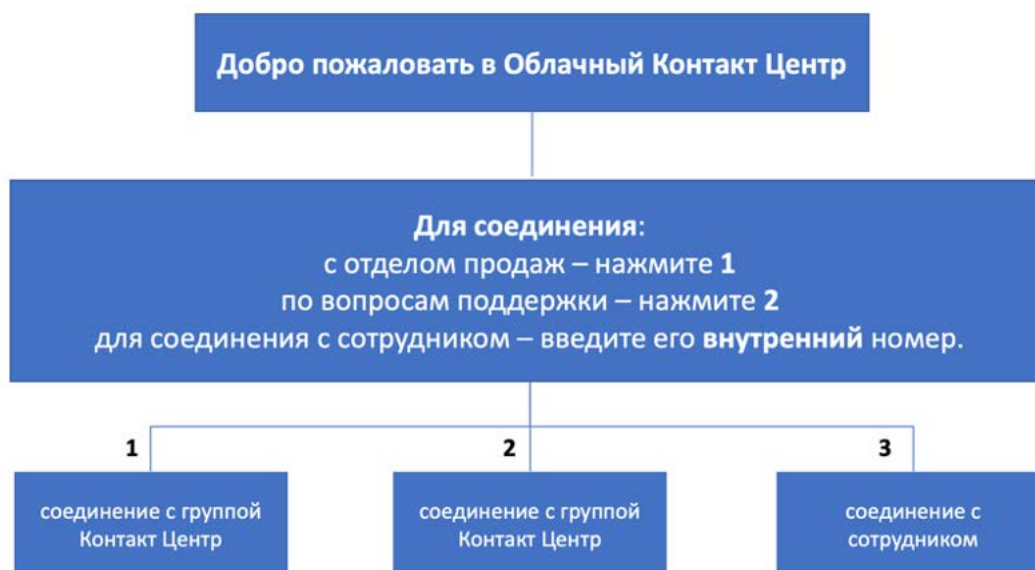 Добро пожаловать в Облачный Контакт Центр
Для соединения:
с отделом продаж – нажмите 1
по вопросам поддержки – нажмите 2
для соединения с сотрудником – введите его внутренний номер.
1
2
3
соединение с группой
Контакт Центр
соединение с группой
Контакт Центр
соединение с
сотрудником